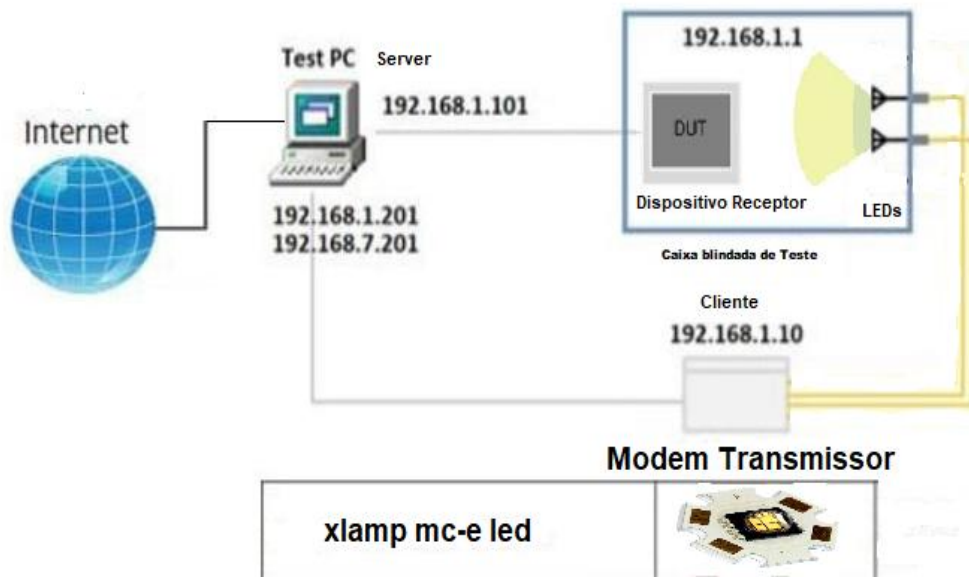 192.168.1.1
Test PC Server
192.168.1.101
Internet
DUT
Dispositivo Receptor
LEDs
192.168.1.201
192.168.7.201
Caixa blindada de Teste
Cliente
192.168.1.10
Modem Transmissor
xlamp mc-e led